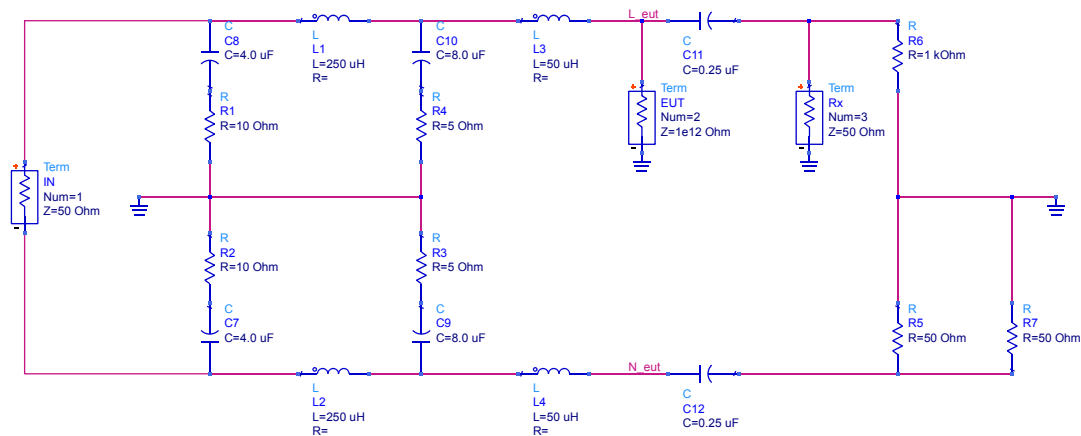 C
C8
C=4.0 uF
L
L1
L=250 uH
R=
C
C10
C=8.0 uF
L
L3
L=50 uH
R=
L_eut
C
C11
C=0.25 uF
R
R6
R=1 kOhm
R
R1
R=10 Ohm
R
R4
R=5 Ohm
Term
EUT
Num=2
Z=1e12 Ohm
Term
Rx
Num=3
Z=50 Ohm
Term
IN
Num=1
Z=50 Ohm
R
R2
R=10 Ohm
R
R3
R=5 Ohm
C
C7
C=4.0 uF
C
C9
C=8.0 uF
R
R5
R=50 Ohm
R
R7
R=50 Ohm
L
L2
L=250 uH
R=
L
L4
L=50 uH
R=
N_eut
C
C12
C=0.25 uF